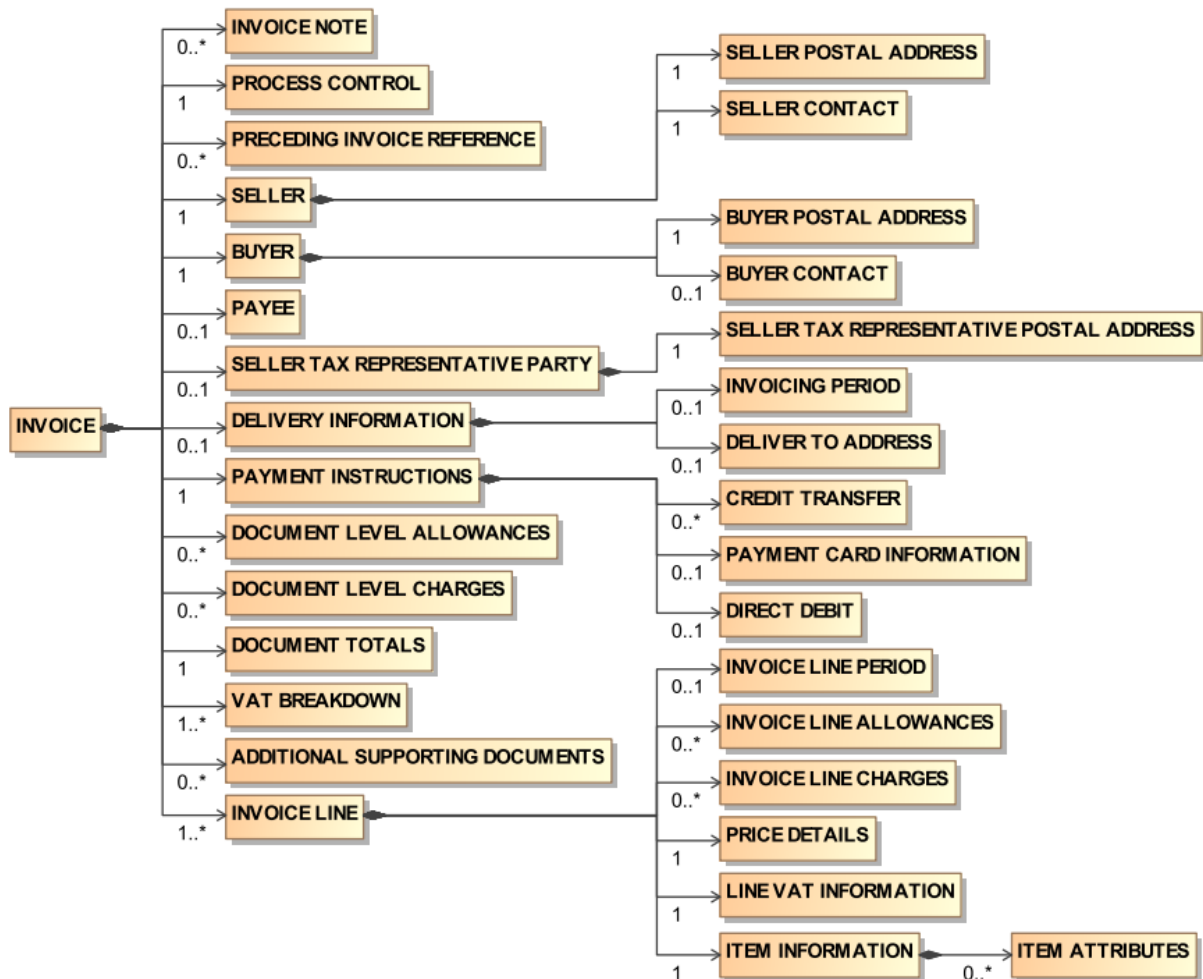 INVOICE
INVOICE NOTE
0..*
PROCESS CONTROL
1
PRECEDING INVOICE REFERENCE
0..*
SELLER
1
SELLER POSTAL ADDRESS
1
SELLER CONTACT
1
BUYER
1
BUYER POSTAL ADDRESS
1
BUYER CONTACT
0..1
PAYEE
0..1
SELLER TAX REPRESENTATIVE PARTY
0..1
SELLER TAX REPRESENTATIVE POSTAL ADDRESS
1
DELIVERY INFORMATION
0..1
INVOICING PERIOD
0..1
DELIVER TO ADDRESS
0..1
PAYMENT INSTRUCTIONS
1
CREDIT TRANSFER
0..*
PAYMENT CARD INFORMATION
0..1
DIRECT DEBIT
0..1
DOCUMENT LEVEL ALLOWANCES
0..*
DOCUMENT LEVEL CHARGES
0..*
DOCUMENT TOTALS
1
VAT BREAKDOWN
1..*
ADDITIONAL SUPPORTING DOCUMENTS
0..*
INVOICE LINE
1..*
INVOICE LINE PERIOD
0..1
INVOICE LINE ALLOWANCES
0..*
INVOICE LINE CHARGES
0..*
PRICE DETAILS
1
LINE VAT INFORMATION
1
ITEM INFORMATION
1
ITEM ATTRIBUTES
0..*